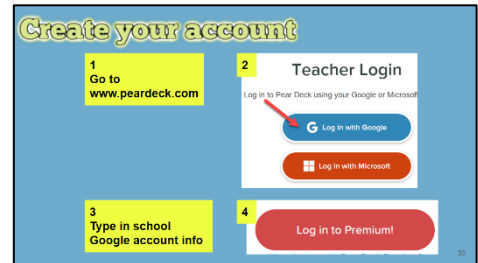 Create your account
1
Go to
www.peardeck.com
2
Teacher Login
Log in to Pear Deck using your Google or Microsoft
G Log in with Google
Log in with Microsoft
3
Type in school
Google account info
4
Log in to Premium!
20